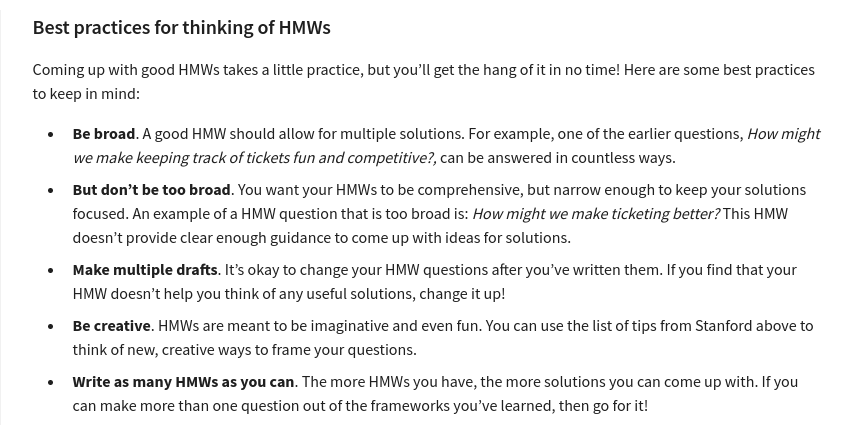 Best practices for thinking of HMWs
Coming up with good HMWs takes a little practice, but you’ll get the hang of it in no time! Here are some best practices
to keep in mind:
• Be broad. A good HMW should allow for multiple solutions. For example, one of the earlier questions, How might
we make keeping track of tickets fun and competitive?, can be answered in countless ways.
• But don’t be too broad. You want your HMWs to be comprehensive, but narrow enough to keep your solutions
focused. An example of a HMW question that is too broad is: How might we make ticketing better? This HMW
doesn’t provide clear enough guidance to come up with ideas for solutions.
• Make multiple drafts. It’s okay to change your HMW questions after you’ve written them. If you find that your
HMW doesn’t help you think of any useful solutions, change it up!
• Be creative. HMWs are meant to be imaginative and even fun. You can use the list of tips from Stanford above to
think of new, creative ways to frame your questions.
• Write as many HMWs as you can. The more HMWs you have, the more solutions you can come up with. If you
can make more than one question out of the frameworks you’ve learned, then go for it!